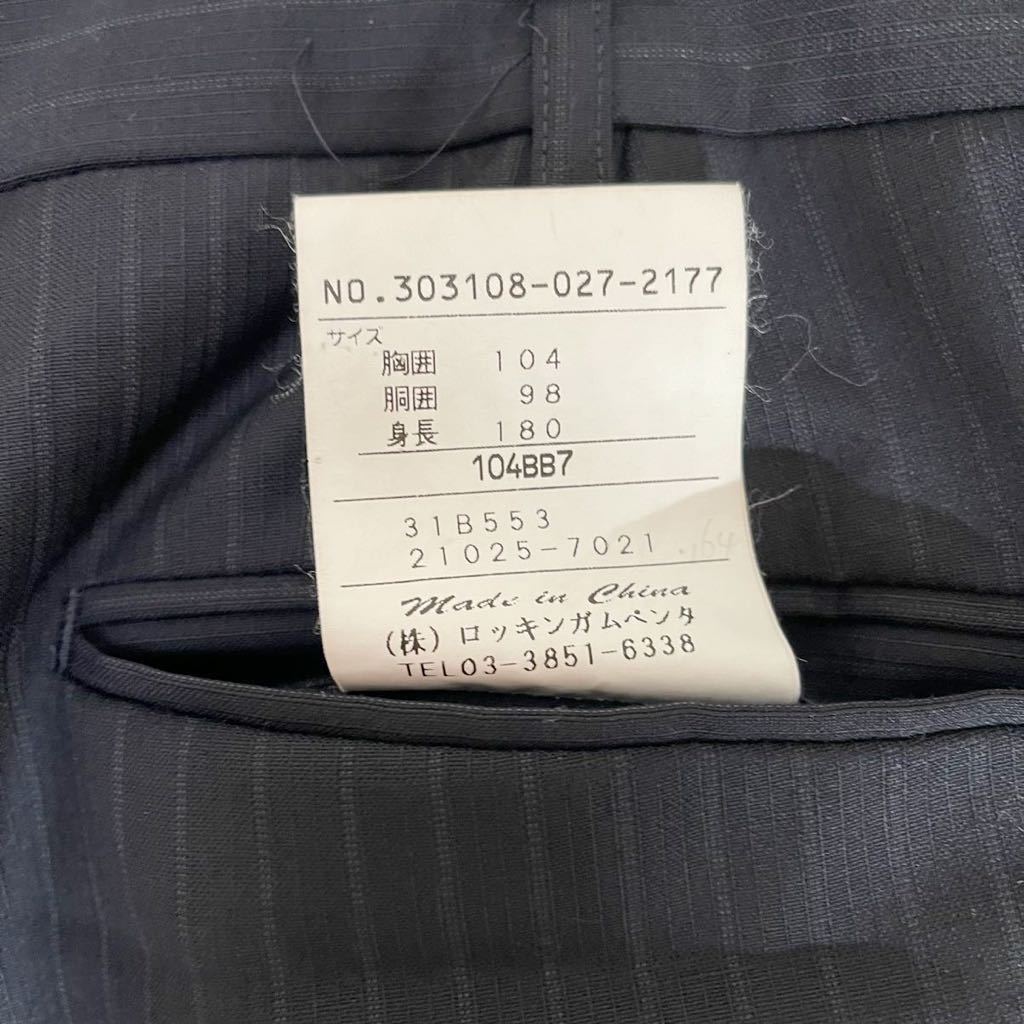 NO.303108-027-2177
サイズ
胸囲 104
胴囲 98
身長 180
104BB7
31B553
21025-7021
Made in China
(株)ロッキンガムペンタ
TEL03-3851-6338